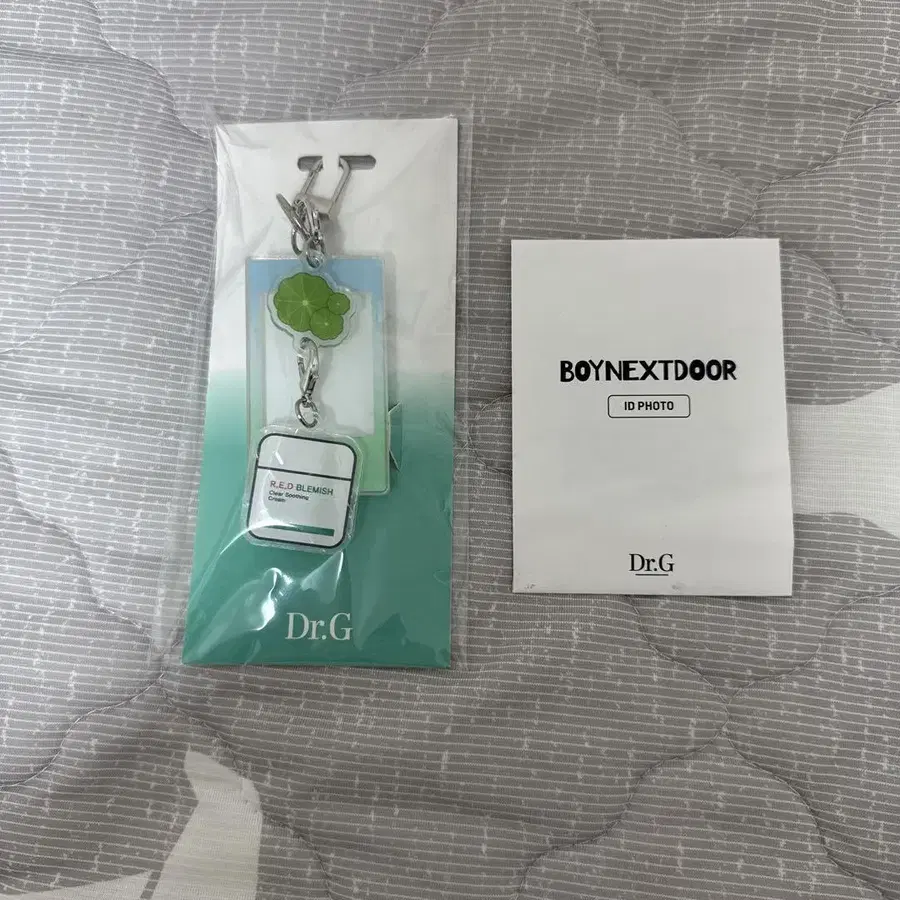 R.E.D BLEMISH
Clear Soothing
Cream
Dr.G
BOYNEXTDOOR
ID PHOTO
Dr.G